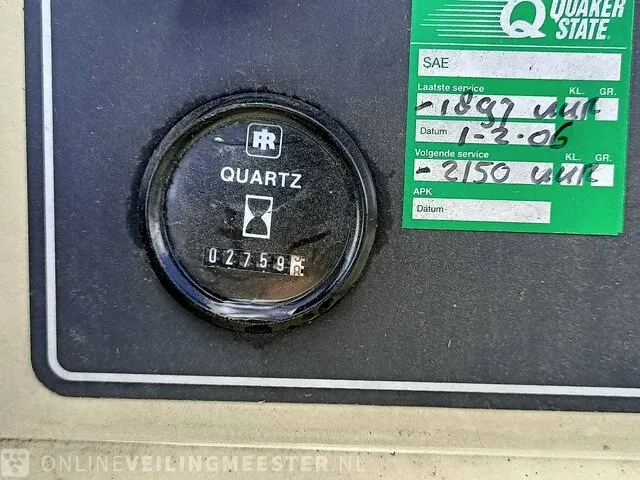 QUAKER
STATE
SAE
Laatste service KL. GR.
-1897 uur
Datum 1-2-06
Volgende service KL. GR.
-2150 uur
APK
Datum
IR
QUARTZ
02759
ONLINEVEILINGMEESTER.NL